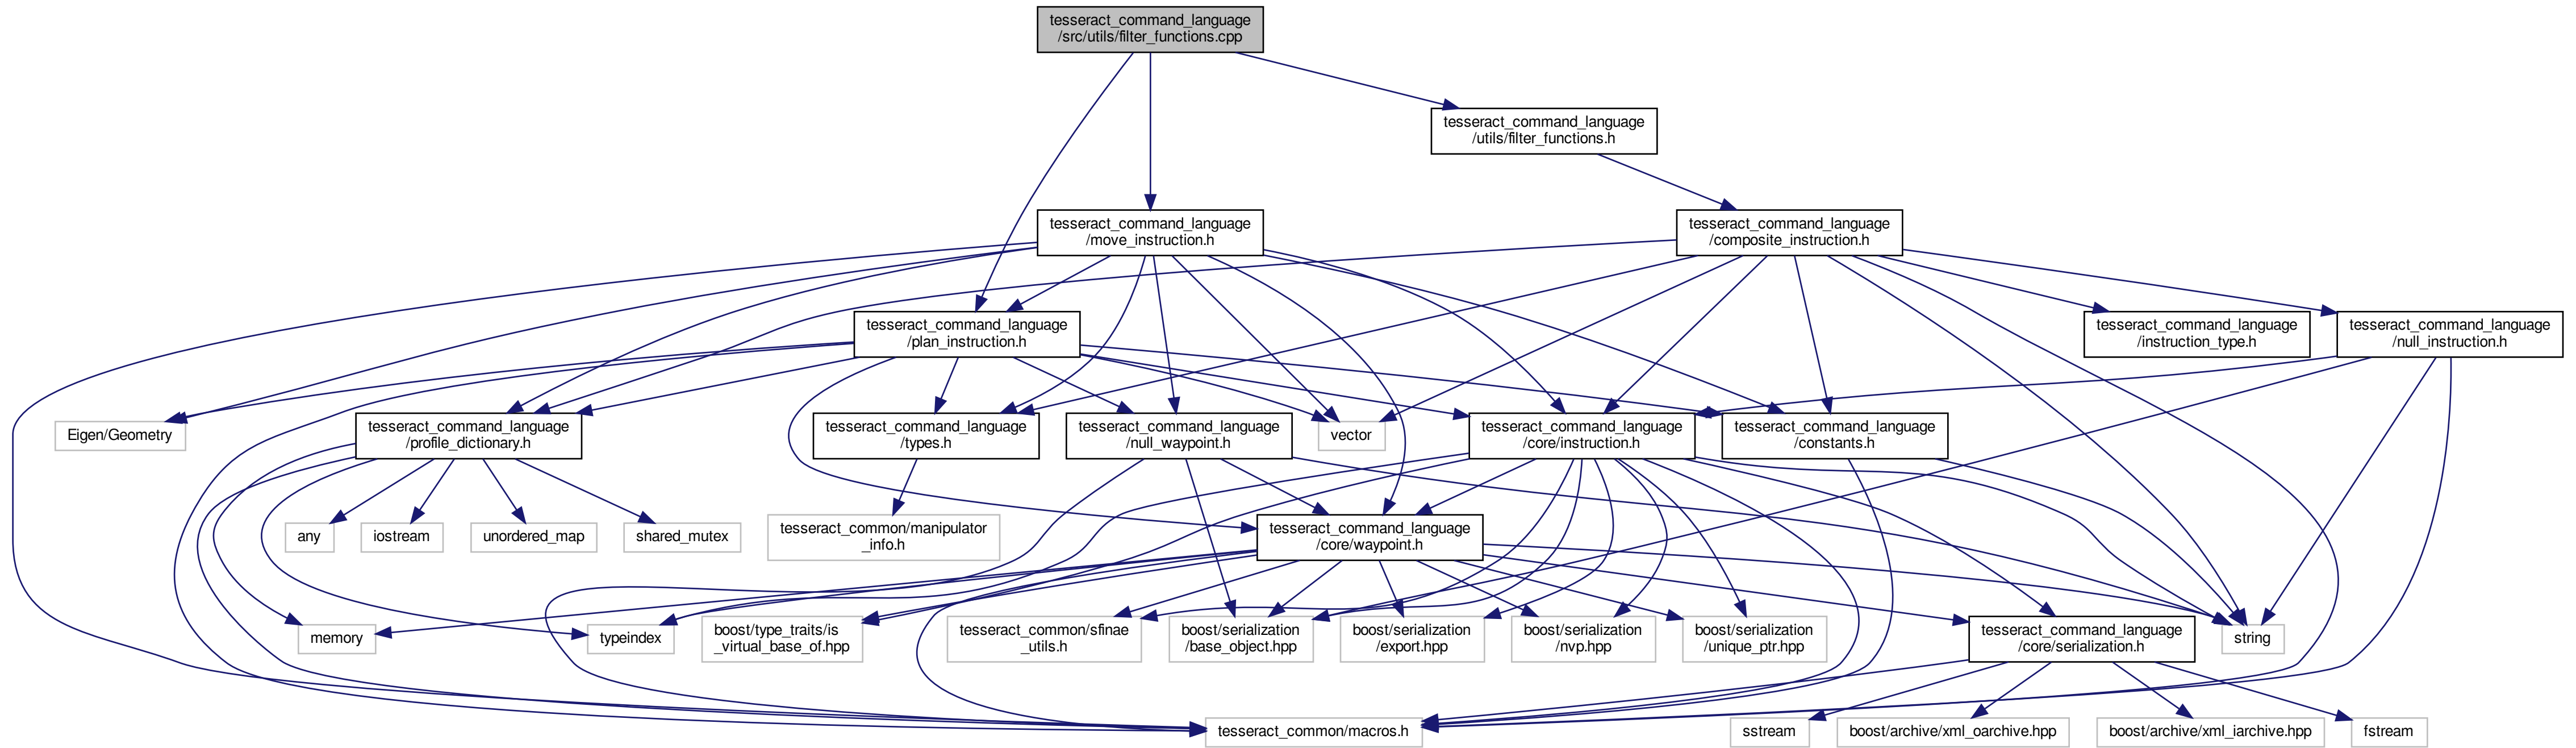 tesseract_command_language
/src/utils/filter_functions.cpp
tesseract_command_language
/utils/filter_functions.h
tesseract_command_language
/move_instruction.h
tesseract_command_language
/composite_instruction.h
tesseract_command_language
/plan_instruction.h
tesseract_command_language
/instruction_type.h
tesseract_command_language
/null_instruction.h
Eigen/Geometry
tesseract_command_language
/profile_dictionary.h
tesseract_command_language
/types.h
tesseract_command_language
/null_waypoint.h
vector
tesseract_command_language
/core/instruction.h
tesseract_command_language
/constants.h
any
iostream
unordered_map
shared_mutex
tesseract_common/manipulator
_info.h
tesseract_command_language
/core/waypoint.h
memory
typeindex
boost/type_traits/is
_virtual_base_of.hpp
tesseract_common/sfinae
_utils.h
boost/serialization
/base_object.hpp
boost/serialization
/export.hpp
boost/serialization
/nvp.hpp
boost/serialization
/unique_ptr.hpp
tesseract_command_language
/core/serialization.h
string
tesseract_common/macros.h
sstream
boost/archive/xml_oarchive.hpp
boost/archive/xml_iarchive.hpp
fstream